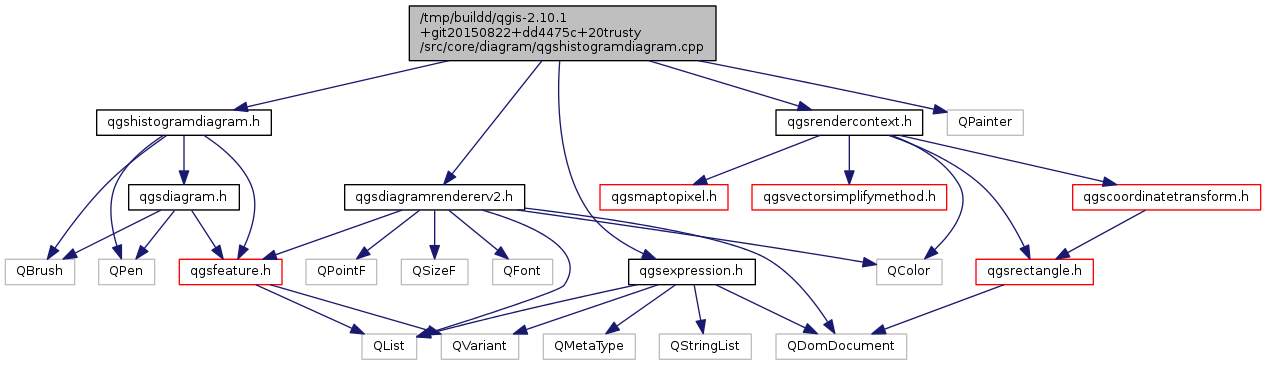 /tmp/buildd/qgis-2.10.1
+git20150822+dd4475c+20trusty
/src/core/diagram/qgshistogramdiagram.cpp
qgshistogramdiagram.h
qgsrendercontext.h
QPainter
qgsdiagram.h
qgsdiagramrendererv2.h
qgsmaptopixel.h
qgsvectorsimplifymethod.h
qgscoordinatetransform.h
QBrush
QPen
qgsfeature.h
QPointF
QSizeF
QFont
qgsexpression.h
QColor
qgsrectangle.h
QList
QVariant
QMetaType
QStringList
QDomDocument